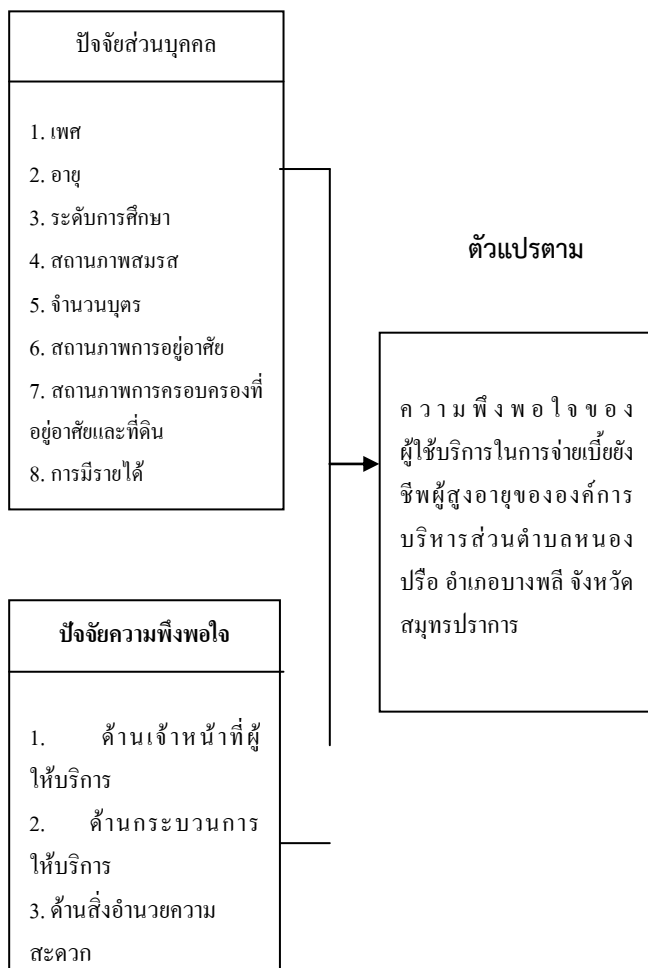 ปัจจัยส่วนบุคคล
1. เพศ
2. อายุ
3. ระดับการศึกษา
4. สถานภาพสมรส
5. จำนวนบุตร
6. สถานภาพการอยู่อาศัย
7. สถานภาพการครอบครองที่
อยู่อาศัยและที่ดิน
8. การมีรายได้
ปัจจัยความพึงพอใจ
1. ด้านเจ้าหน้าที่ผู้
ให้บริการ
2. ด้านกระบวนการ
ให้บริการ
3. ด้านสิ่งอำนวยความ
สะดวก
ตัวแปรตาม
ความพึงพอใจของ
ผู้ใช้บริการในการจ่ายเบี้ยยัง
ชีพผู้สูงอายุขององค์การ
บริหารส่วนตำบลหนอง
ปรือ อำเภอบางพลี จังหวัด
สมุทรปราการ